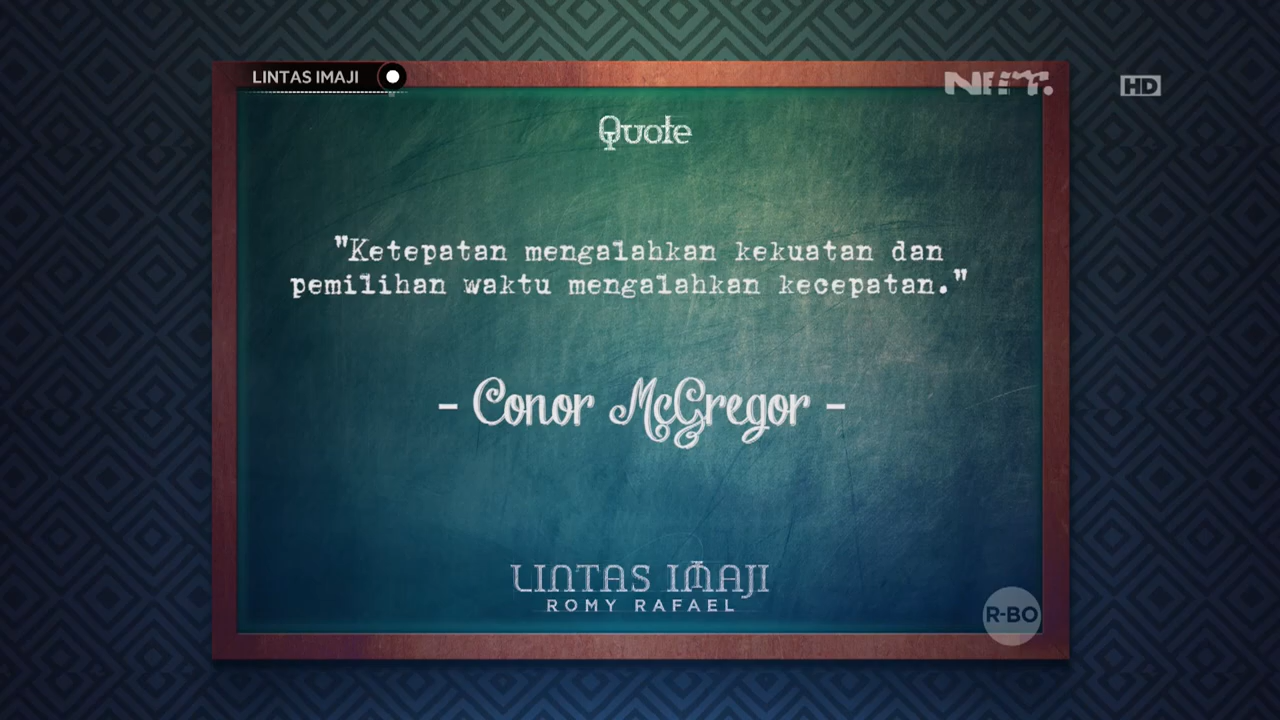 LINTAS IMAJI
NET.
HD
Quote
"Ketepatan mengalahkan kekuatan dan
pemilihan waktu mengalahkan kecepatan."
- Conor McGregor -
LINTAS IMAJI
ROMY RAFAEL
R-BO